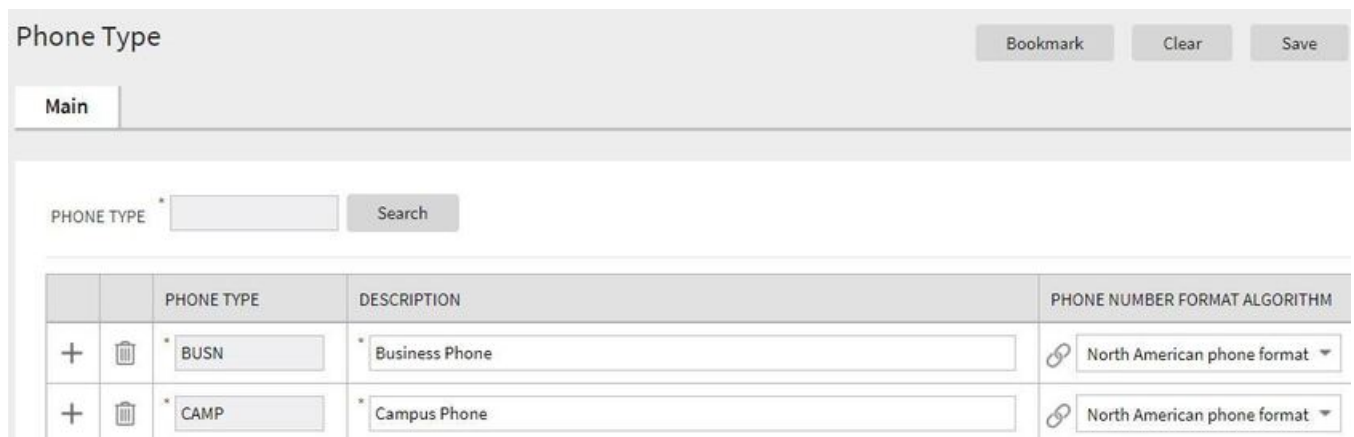 Phone Type
Bookmark Clear Save
Main
PHONE TYPE * Search
PHONE TYPE DESCRIPTION PHONE NUMBER FORMAT ALGORITHM
* BUSN * Business Phone North American phone format
* CAMP * Campus Phone North American phone format